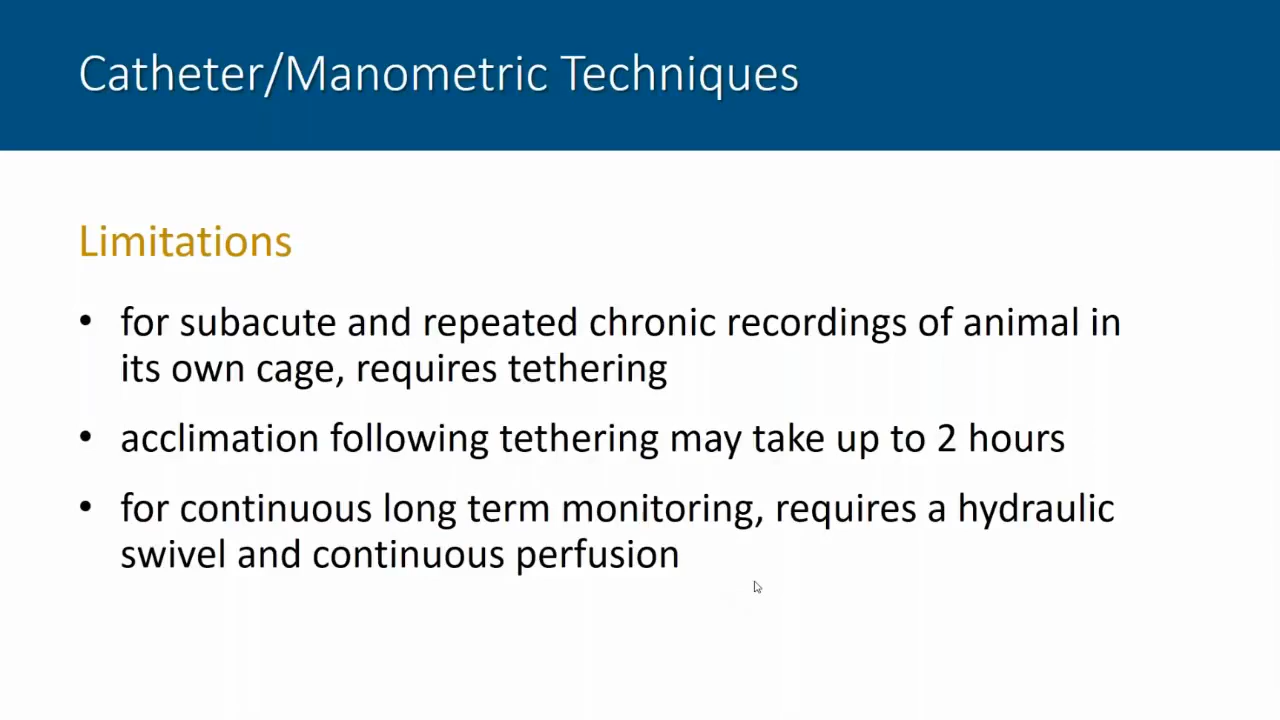 Catheter/Manometric Techniques
Limitations
• for subacute and repeated chronic recordings of animal in
its own cage, requires tethering
• acclimation following tethering may take up to 2 hours
• for continuous long term monitoring, requires a hydraulic
swivel and continuous perfusion